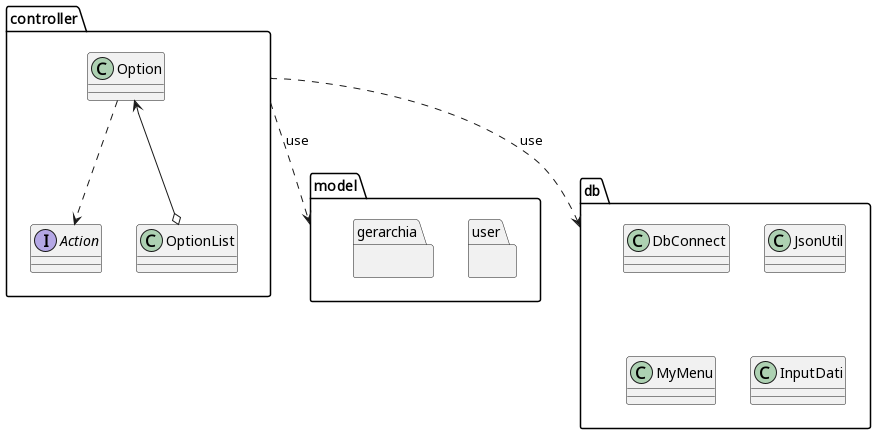 controller
C Option
I Action
C OptionList
use
use
model
gerarchia
user
db
C DbConnect
C JsonUtil
C MyMenu
C InputDati